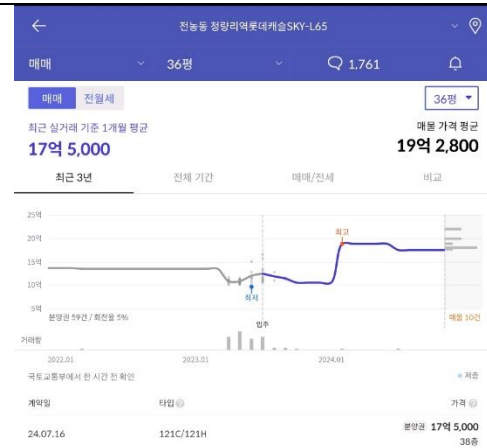 전농동 청량리역롯데캐슬SKY-L65
매매 36평 1,761
매매 전월세 36평
최근 실거래 기준 1개월 평균 매물 가격 평균
17억 5,000 19억 2,800
최근 3년 전체 기간 매매/전세 비교
25억
20억
최고
15억
10억
최저
5억
분양권 59건 / 회전율 5% 매물 10건
입주
거래량
2022.01 2023.01 2024.01
국토교통부에서 한 시간 전 확인 저층
계약일 타입 가격
24.07.16 121C/121H 분양권 17억 5,000
38층